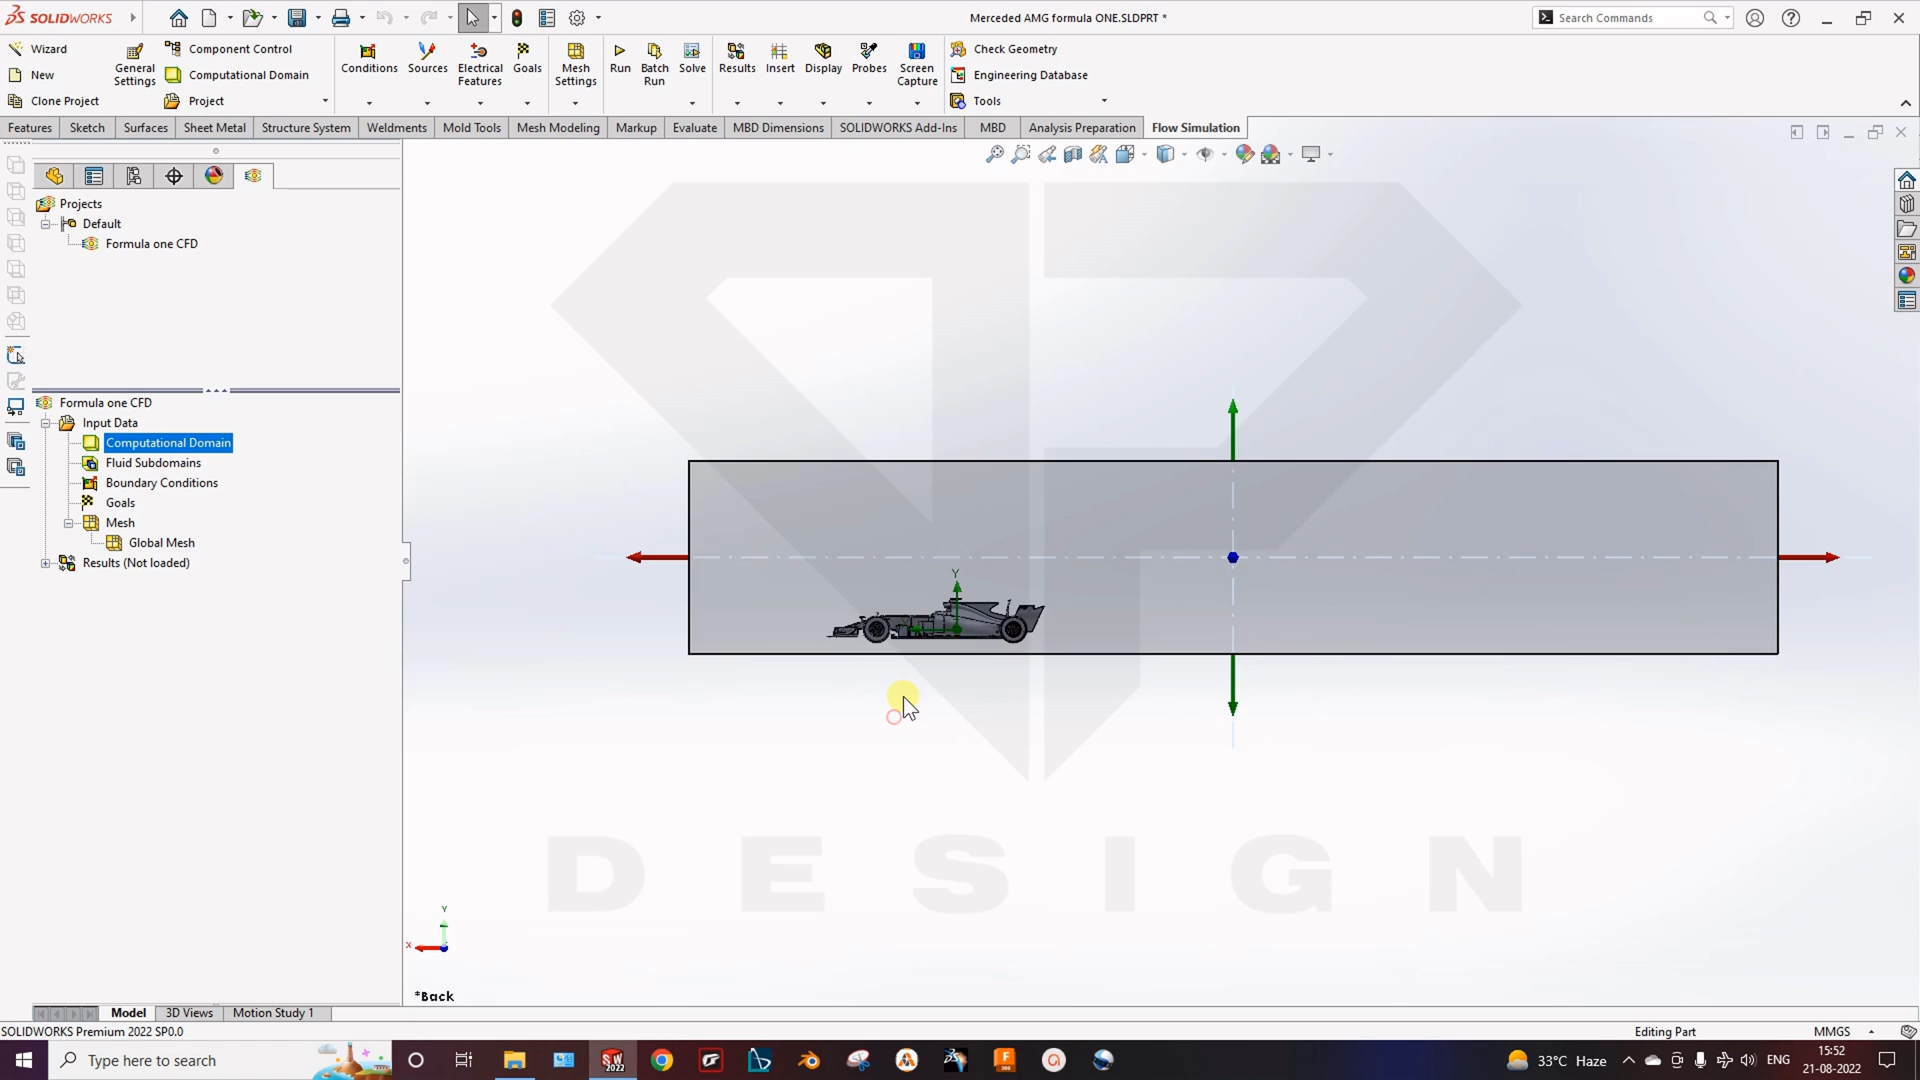 SOLIDWORKS
Merceded AMG formula ONE.SLDPRT *
Search Commands
Wizard
New
Clone Project
General Settings
Component Control
Computational Domain
Project
Conditions
Sources
Electrical Features
Goals
Mesh Settings
Run
Batch Run
Solve
Results
Insert
Display
Probes
Screen Capture
Check Geometry
Engineering Database
Tools
Features
Sketch
Surfaces
Sheet Metal
Structure System
Weldments
Mold Tools
Mesh Modeling
Markup
Evaluate
MBD Dimensions
SOLIDWORKS Add-Ins
MBD
Analysis Preparation
Flow Simulation
Projects
Default
Formula one CFD
Formula one CFD
Input Data
Computational Domain
Fluid Subdomains
Boundary Conditions
Goals
Mesh
Global Mesh
Results (Not loaded)
Y
DESIGN
Y
X
*Back
Model
3D Views
Motion Study 1
SOLIDWORKS Premium 2022 SP0.0
Editing Part
MMGS
Type here to search
SW
2022
33°C Haze
ENG
15:52
21-08-2022